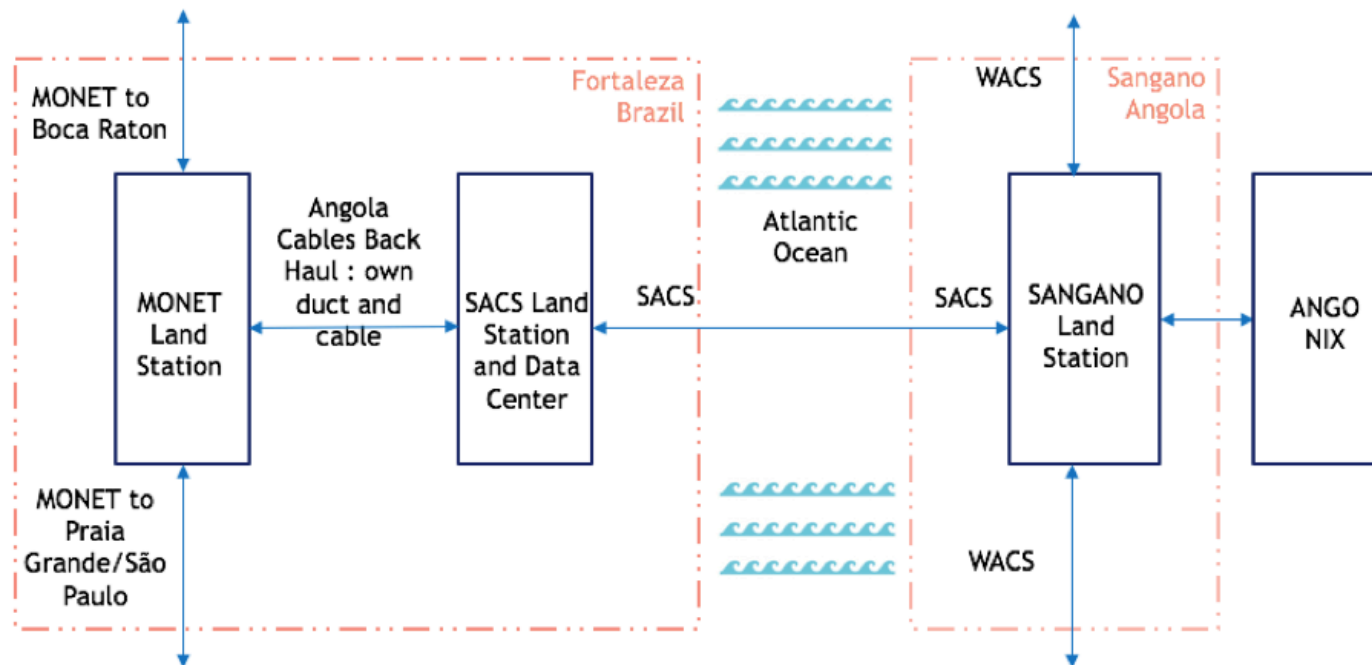 MONET to
Boca Raton
Fortaleza
Brazil
WACS
Sangano
Angola
Angola
Cables Back
Haul : own
duct and
cable
Atlantic
Ocean
MONET
Land
Station
SACS Land
Station
and Data
Center
SACS
SACS
SANGANO
Land
Station
ANGO
NIX
MONET to
Praia
Grande/São
Paulo
WACS